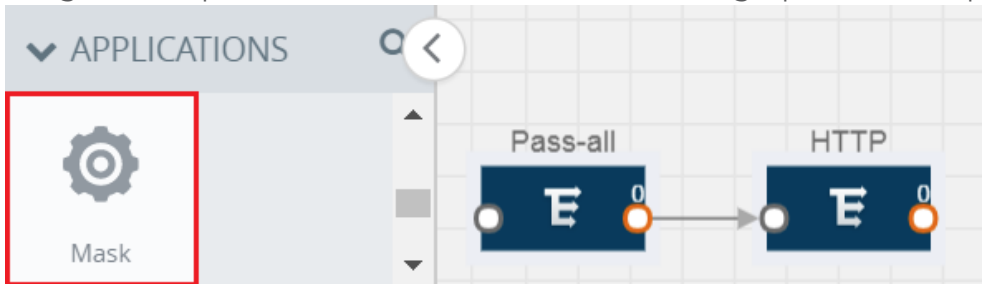 APPLICATIONS
Pass-all
HTTP
0
0
Mask